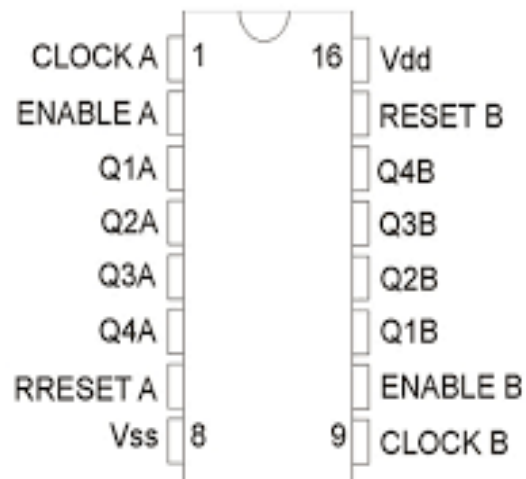 CLOCK A 1 16 Vdd
ENABLE A RESET B
Q1A Q4B
Q2A Q3B
Q3A Q2B
Q4A Q1B
RRESET A ENABLE B
Vss 8 9 CLOCK B